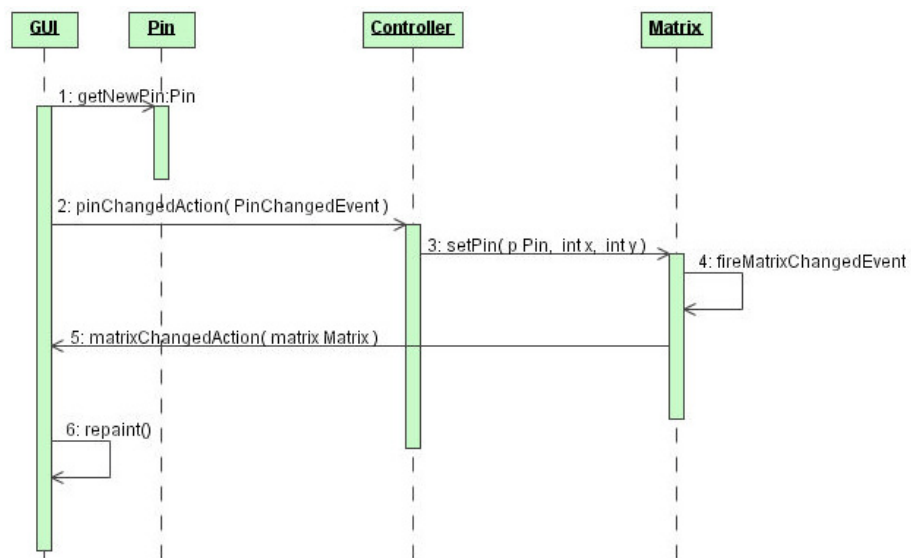 GUI
Pin
Controller
Matrix
1: getNewPin:Pin
2: pinChangedAction( PinChangedEvent )
3: setPin( p Pin, int x, int y )
4: fireMatrixChangedEvent
5: matrixChangedAction( matrix Matrix )
6: repaint()